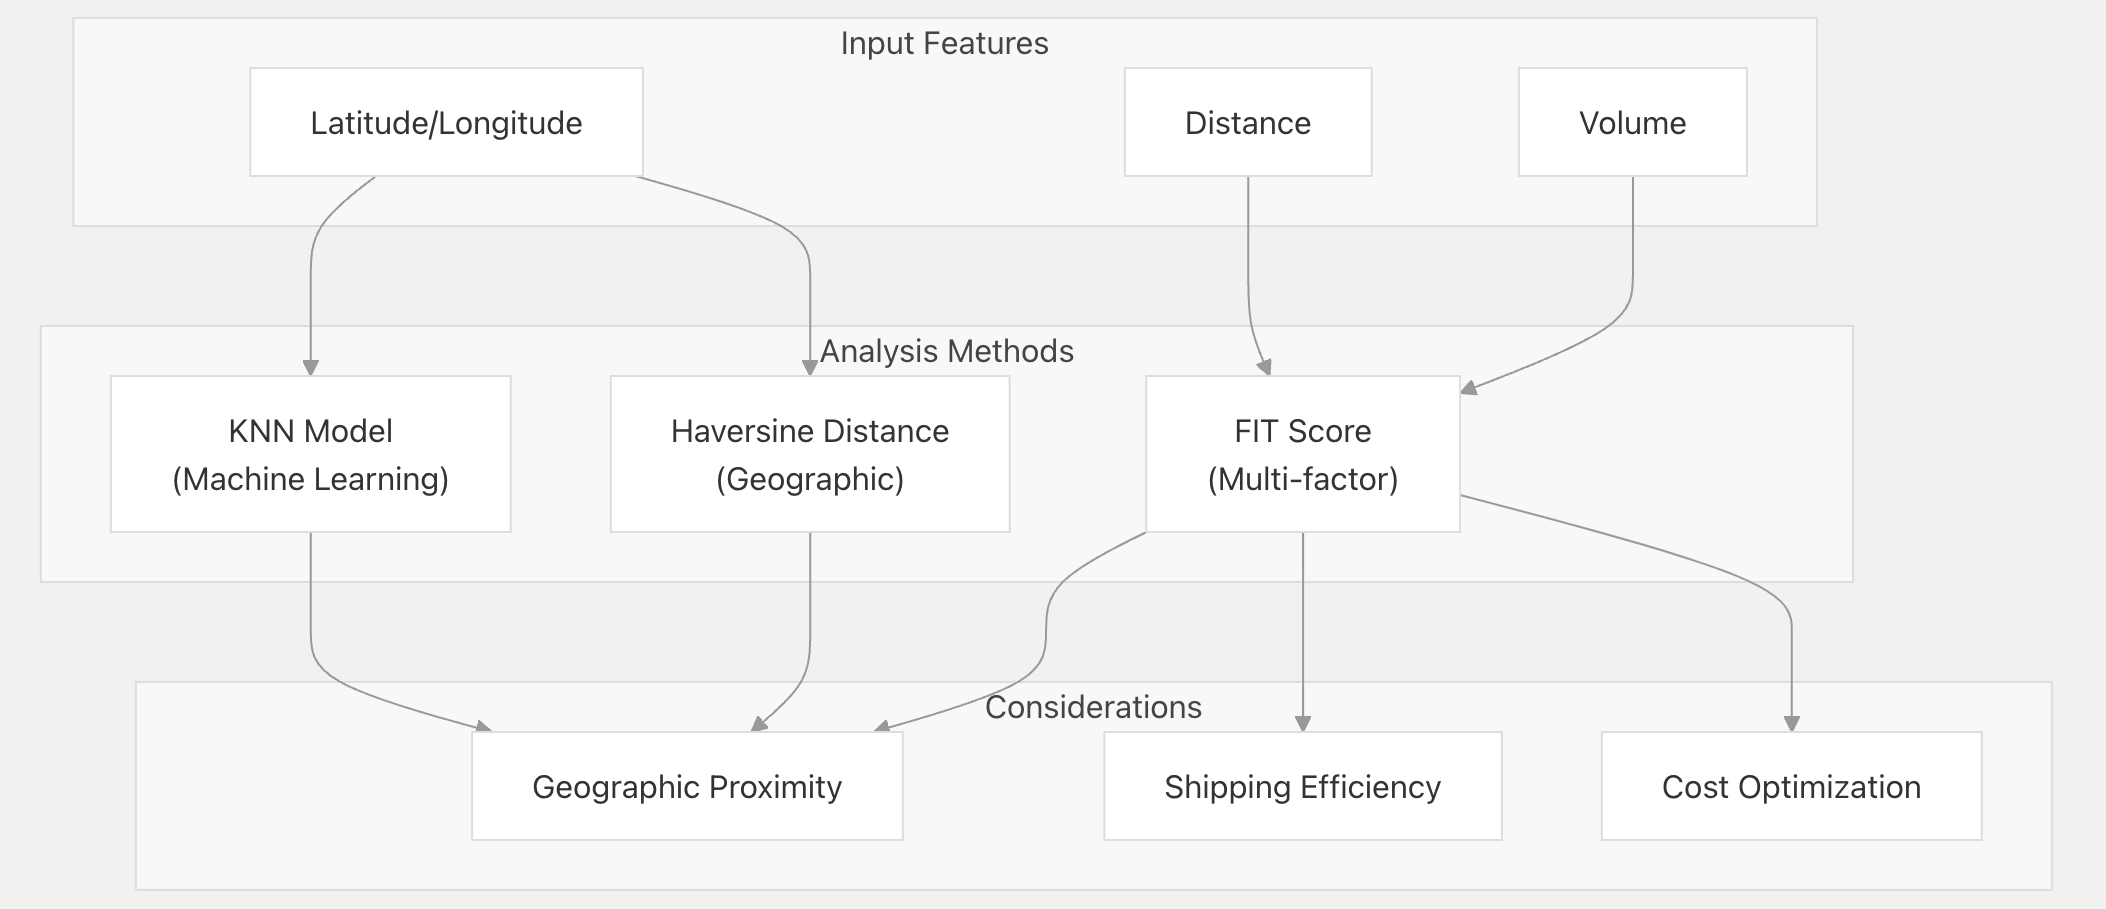 Input Features
Latitude/Longitude
Distance
Volume
Analysis Methods
KNN Model
(Machine Learning)
Haversine Distance
(Geographic)
FIT Score
(Multi-factor)
Considerations
Geographic Proximity
Shipping Efficiency
Cost Optimization